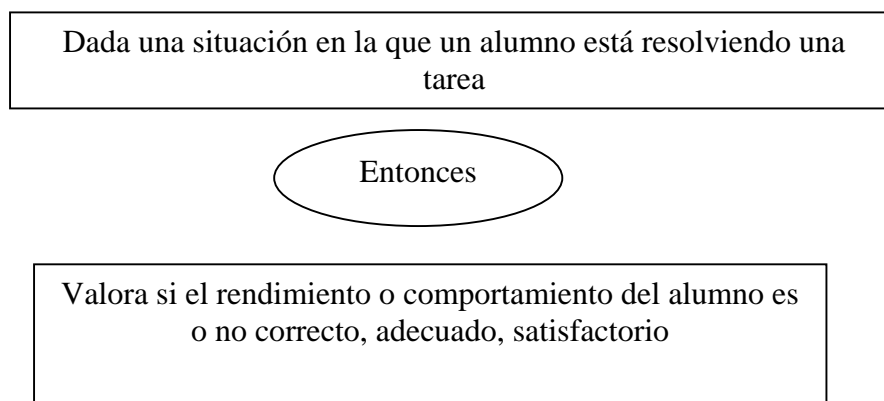 Dada una situación en la que un alumno está resolviendo una
tarea
Entonces
Valora si el rendimiento o comportamiento del alumno es
o no correcto, adecuado, satisfactorio